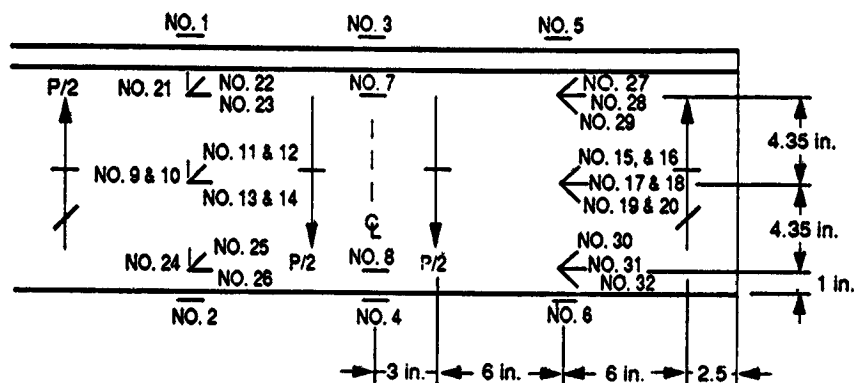 NO. 1 NO. 3 NO. 5
P/2 NO. 21 NO. 22 NO. 7 NO. 27
NO. 23 NO. 28
NO. 29
4.35 in.
NO. 11 & 12 NO. 15, & 16
NO. 9 & 10 NO. 17 & 18
NO. 13 & 14 NO. 19 & 20
℄
4.35 in.
NO. 25 NO. 30
NO. 24 P/2 NO. 8 P/2 NO. 31
NO. 26 NO. 32 1 in.
NO. 2 NO. 4 NO. 6
3 in. 6 in. 6 in. 2.5